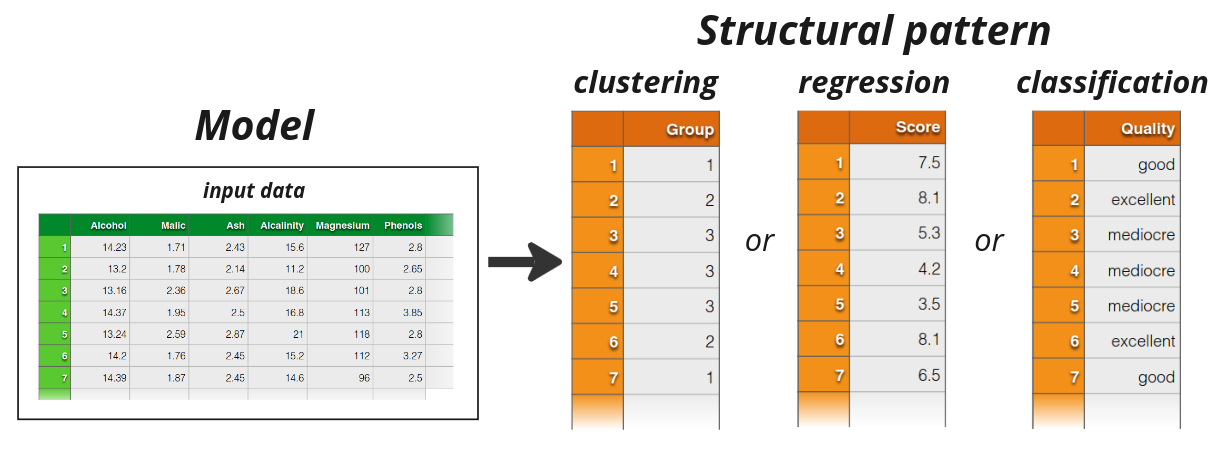 Structural pattern
clustering regression classification
Model
input data
Alcohol Malic Ash Alcalinity Magnesium Phenols
1 14.23 1.71 2.43 15.6 127 2.8
2 13.2 1.78 2.14 11.2 100 2.65
3 13.16 2.36 2.67 18.6 101 2.8
4 14.37 1.95 2.5 16.8 113 3.85
5 13.24 2.59 2.87 21 118 2.8
6 14.2 1.76 2.45 15.2 112 3.27
7 14.39 1.87 2.45 14.6 96 2.5
Group
1 1
2 2
3 3
4 3
5 3
6 2
7 1
or
Score
1 7.5
2 8.1
3 5.3
4 4.2
5 3.5
6 8.1
7 6.5
or
Quality
1 good
2 excellent
3 mediocre
4 mediocre
5 mediocre
6 excellent
7 good